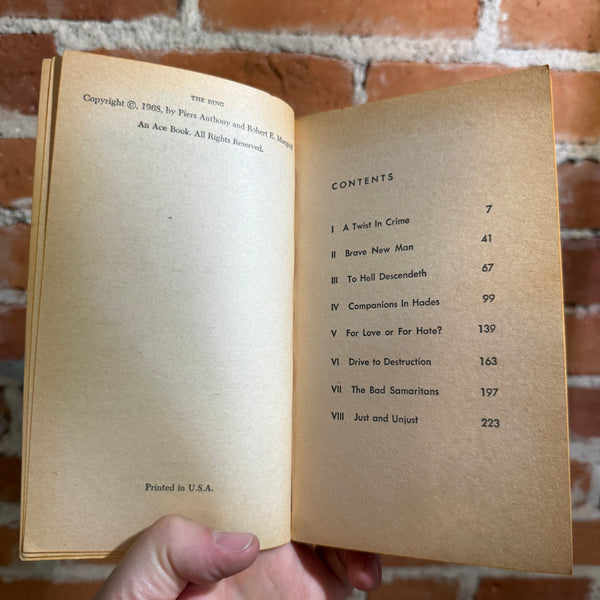 THE RING
Copyright ©, 1968, by Piers Anthony and Robert E.
An Ace Book. All Rights Reserved.
Printed in U.S.A.
CONTENTS
I A Twist In Crime 7
II Brave New Man 41
III To Hell Descendeth 67
IV Companions In Hades 99
V For Love or For Hate? 139
VI Drive to Destruction 163
VII The Bad Samaritans 197
VIII Just and Unjust 223